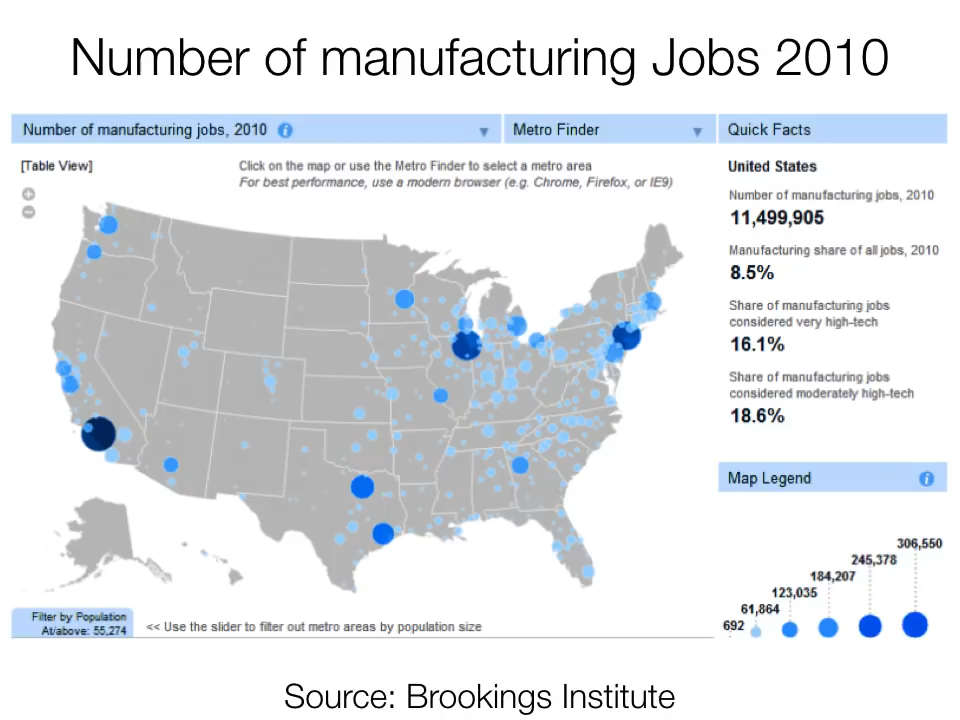 Number of manufacturing Jobs 2010
Number of manufacturing jobs, 2010 i
Metro Finder
Quick Facts
[Table View]
Click on the map or use the Metro Finder to select a metro area
For best performance, use a modern browser (e.g. Chrome, Firefox, or IE9)
United States
Number of manufacturing jobs, 2010
11,499,905
Manufacturing share of all jobs, 2010
8.5%
Share of manufacturing jobs
considered very high-tech
16.1%
Share of manufacturing jobs
considered moderately high-tech
18.6%
Map Legend i
306,550
245,378
184,207
123,035
61,864
692
Filter by Population
At/above: 55,274
<< Use the slider to filter out metro areas by population size
Source: Brookings Institute